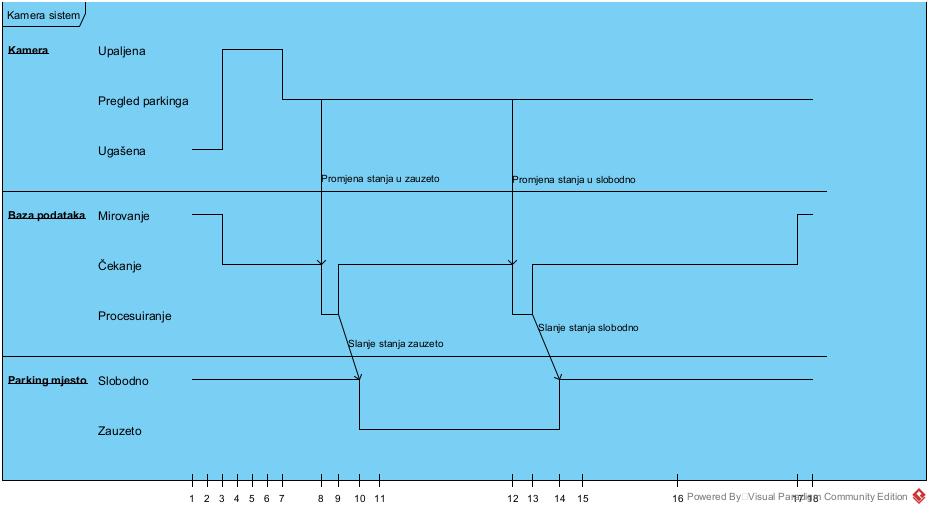 Kamera sistem
Kamera
Upaljena
Pregled parkinga
Ugašena
Promjena stanja u zauzeto
Promjena stanja u slobodno
Baza podataka
Mirovanje
Čekanje
Procesuiranje
Slanje stanja slobodno
Slanje stanja zauzeto
Parking mjesto
Slobodno
Zauzeto
1 2 3 4 5 6 7 8 9 10 11 12 13 14 15 16 17 18
Powered By Visual Paradigm Community Edition